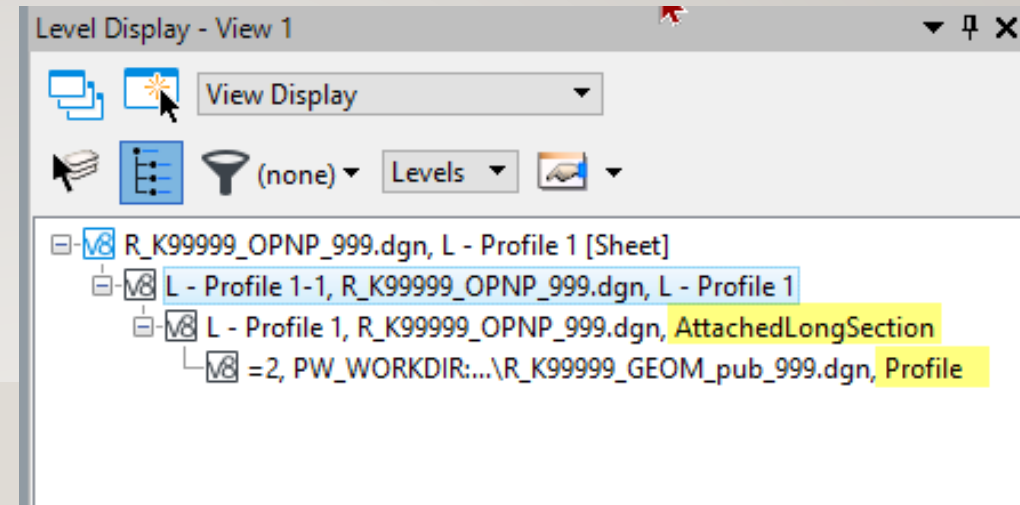 Level Display - View 1
View Display
(none) Levels
V8 R_K99999_OPNP_999.dgn, L - Profile 1 [Sheet]
V8 L - Profile 1-1, R_K99999_OPNP_999.dgn, L - Profile 1
V8 L - Profile 1, R_K99999_OPNP_999.dgn, AttachedLongSection
V8 =2, PW_WORKDIR:...\R_K99999_GEOM_pub_999.dgn, Profile